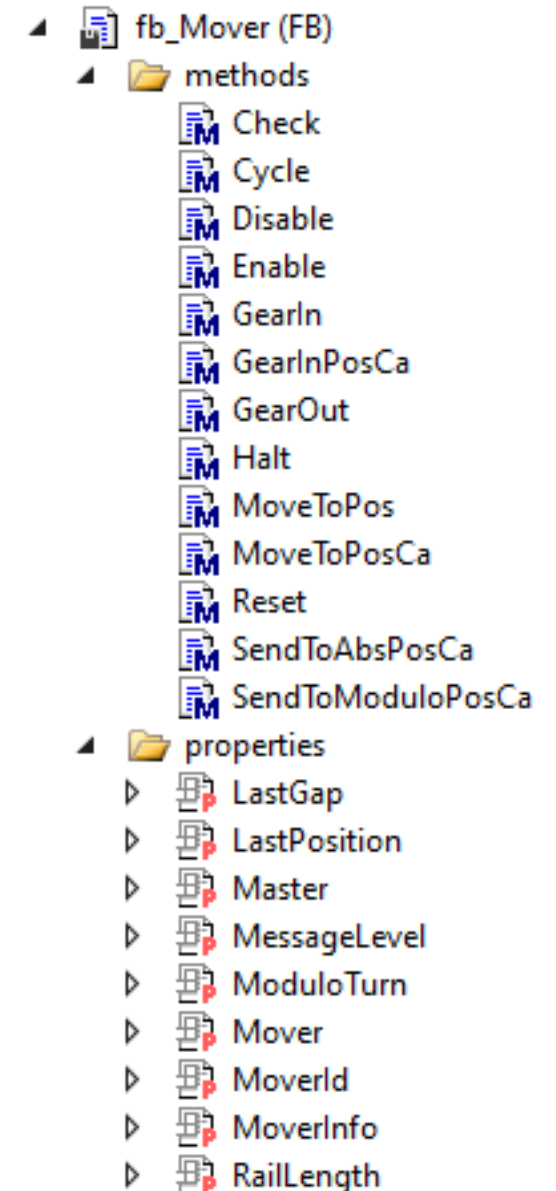 fb_Mover (FB)
methods
Check
Cycle
Disable
Enable
GearIn
GearInPosCa
GearOut
Halt
MoveToPos
MoveToPosCa
Reset
SendToAbsPosCa
SendToModuloPosCa
properties
LastGap
LastPosition
Master
MessageLevel
ModuloTurn
Mover
MoverId
MoverInfo
RailLength